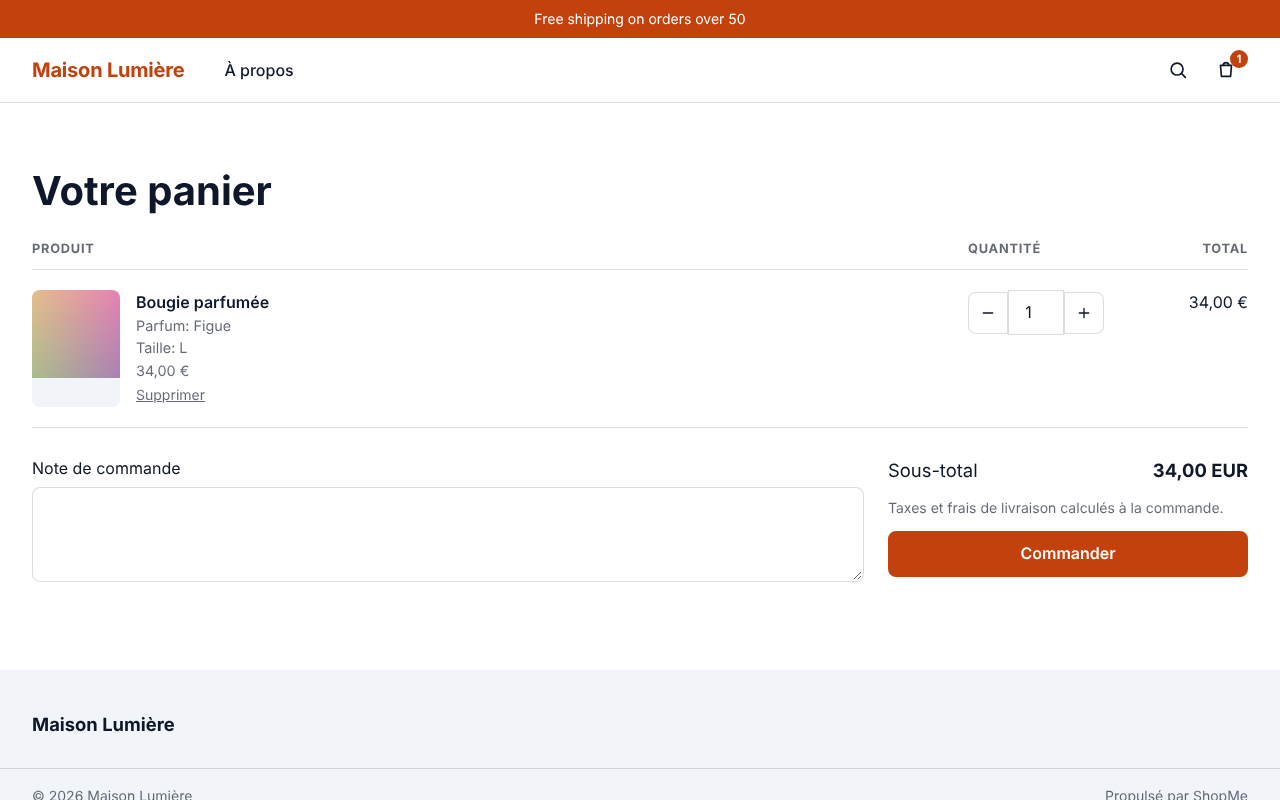 Free shipping on orders over 50
Maison Lumière
À propos
1
Votre panier
PRODUIT
QUANTITÉ
TOTAL
Bougie parfumée
Parfum: Figue
Taille: L
34,00 €
Supprimer
− 1 +
34,00 €
Note de commande
Sous-total
34,00 EUR
Taxes et frais de livraison calculés à la commande.
Commander
Maison Lumière
© 2026 Maison Lumière
Propulsé par ShopMe